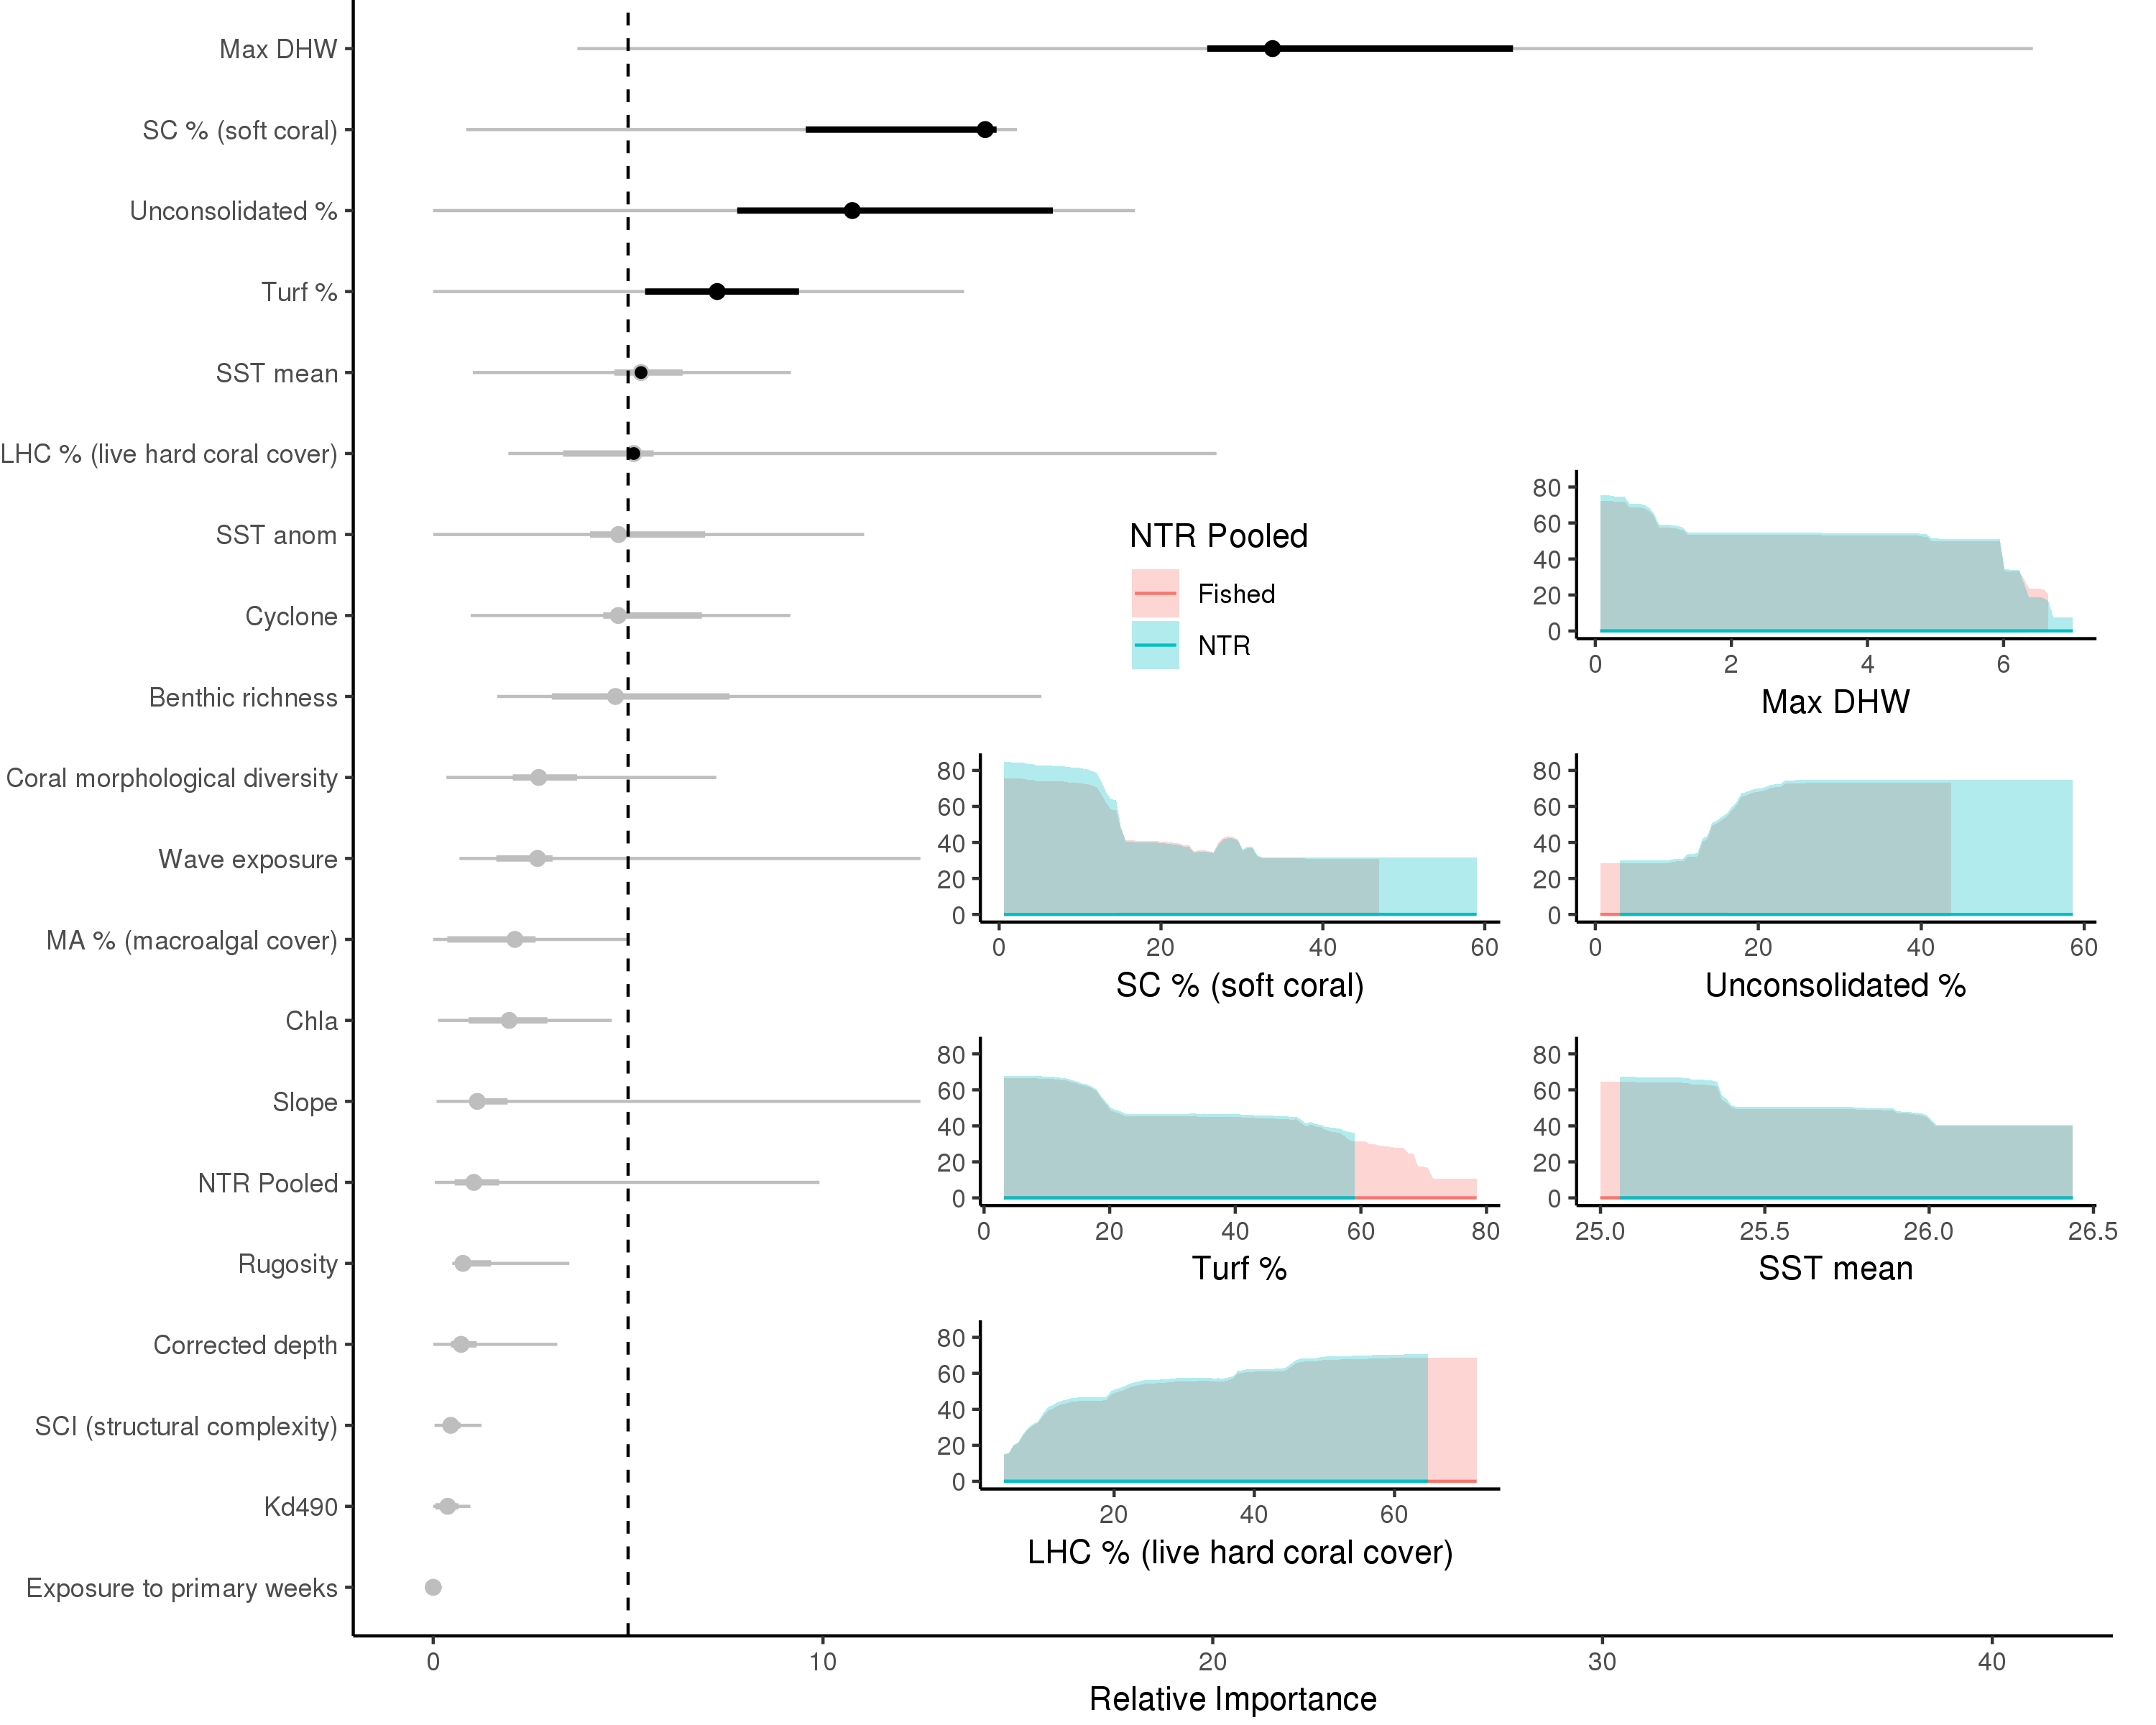 Max DHW
SC % (soft coral)
Unconsolidated %
Turf %
SST mean
LHC % (live hard coral cover)
SST anom
Cyclone
Benthic richness
Coral morphological diversity
Wave exposure
MA % (macroalgal cover)
Chla
Slope
NTR Pooled
Rugosity
Corrected depth
SCI (structural complexity)
Kd490
Exposure to primary weeks
0 10 20 30 40
Relative Importance
NTR Pooled
Fished
NTR
80
60
40
20
0
0 2 4 6
Max DHW
80
60
40
20
0
0 20 40 60
SC % (soft coral)
80
60
40
20
0
0 20 40 60
Unconsolidated %
80
60
40
20
0
0 20 40 60 80
Turf %
80
60
40
20
0
25.0 25.5 26.0 26.5
SST mean
80
60
40
20
0
20 40 60
LHC % (live hard coral cover)